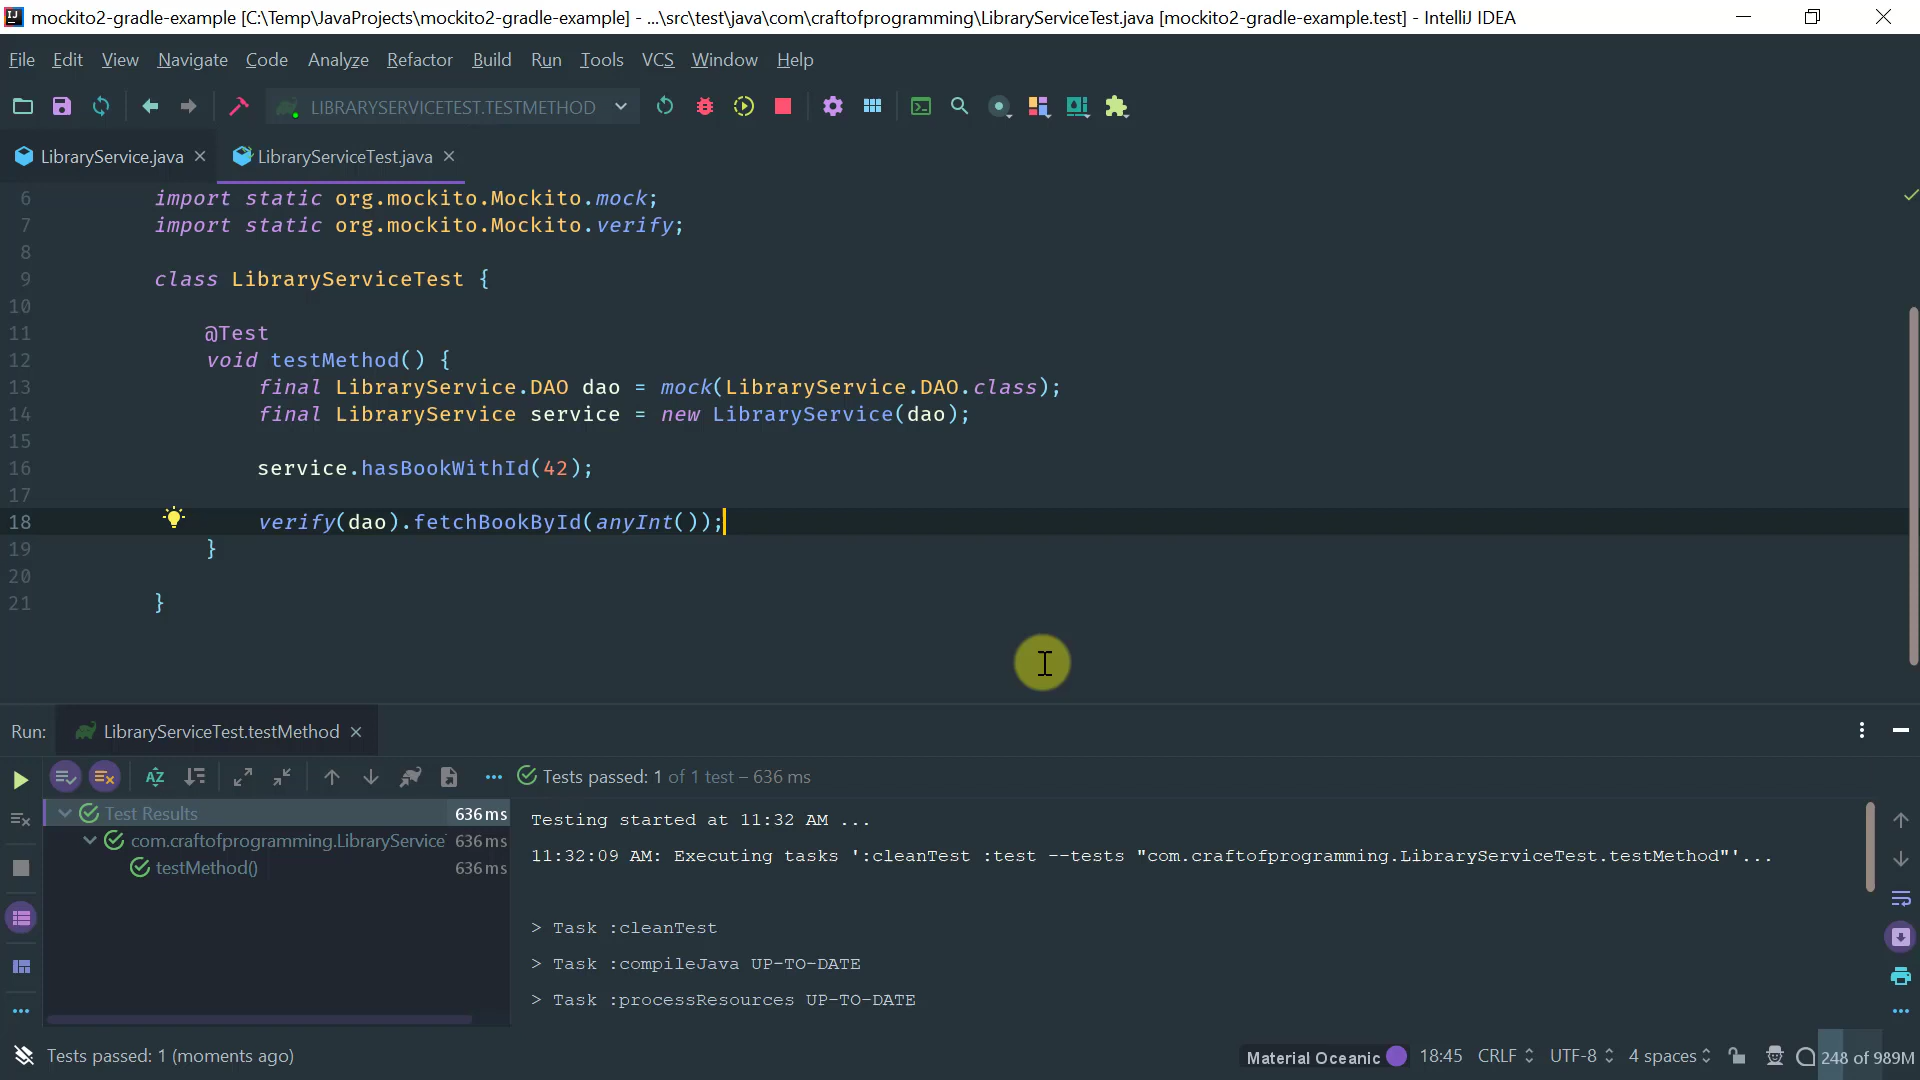 mockito2-gradle-example [C:\Temp\JavaProjects\mockito2-gradle-example] - ...\src\test\java\com\craftofprogramming\LibraryServiceTest.java [mockito2-gradle-example.test] - IntelliJ IDEA
File Edit View Navigate Code Analyze Refactor Build Run Tools VCS Window Help
LIBRARYSERVICETEST.TESTMETHOD
LibraryService.java LibraryServiceTest.java
6 import static org.mockito.Mockito.mock;
7 import static org.mockito.Mockito.verify;
8
9 class LibraryServiceTest {
10
11 @Test
12 void testMethod() {
13 final LibraryService.DAO dao = mock(LibraryService.DAO.class);
14 final LibraryService service = new LibraryService(dao);
15
16 service.hasBookWithId(42);
17
18 verify(dao).fetchBookById(anyInt());
19 }
20
21 }
Run: LibraryServiceTest.testMethod
Tests passed: 1 of 1 test – 636 ms
Test Results 636 ms
com.craftofprogramming.LibraryService 636 ms
testMethod() 636 ms
Testing started at 11:32 AM ...
11:32:09 AM: Executing tasks ':cleanTest :test --tests "com.craftofprogramming.LibraryServiceTest.testMethod"'...
> Task :cleanTest
> Task :compileJava UP-TO-DATE
> Task :processResources UP-TO-DATE
Tests passed: 1 (moments ago) Material Oceanic 18:45 CRLF UTF-8 4 spaces 248 of 989M